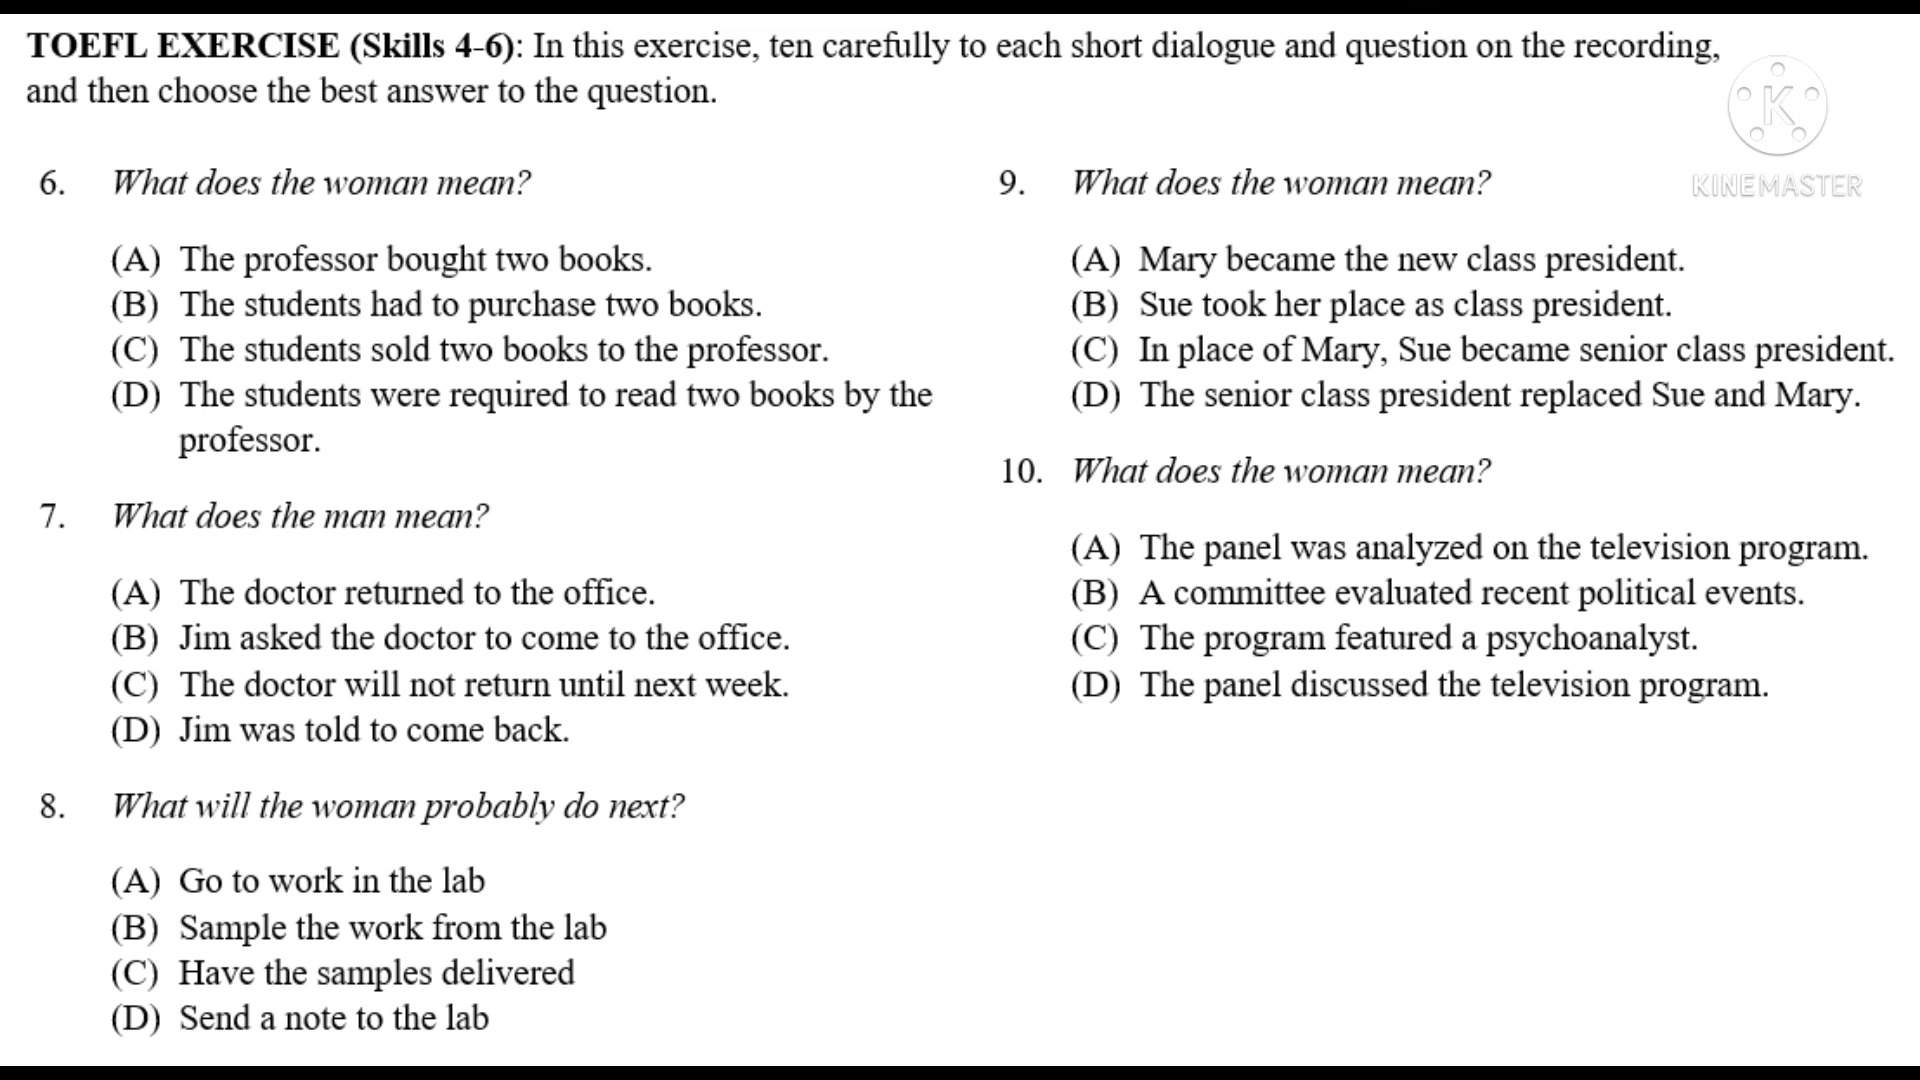 TOEFL EXERCISE (Skills 4-6): In this exercise, ten carefully to each short dialogue and question on the recording,
and then choose the best answer to the question.
K
KINEMASTER
6. What does the woman mean?
(A) The professor bought two books.
(B) The students had to purchase two books.
(C) The students sold two books to the professor.
(D) The students were required to read two books by the
professor.
7. What does the man mean?
(A) The doctor returned to the office.
(B) Jim asked the doctor to come to the office.
(C) The doctor will not return until next week.
(D) Jim was told to come back.
8. What will the woman probably do next?
(A) Go to work in the lab
(B) Sample the work from the lab
(C) Have the samples delivered
(D) Send a note to the lab
9. What does the woman mean?
(A) Mary became the new class president.
(B) Sue took her place as class president.
(C) In place of Mary, Sue became senior class president.
(D) The senior class president replaced Sue and Mary.
10. What does the woman mean?
(A) The panel was analyzed on the television program.
(B) A committee evaluated recent political events.
(C) The program featured a psychoanalyst.
(D) The panel discussed the television program.